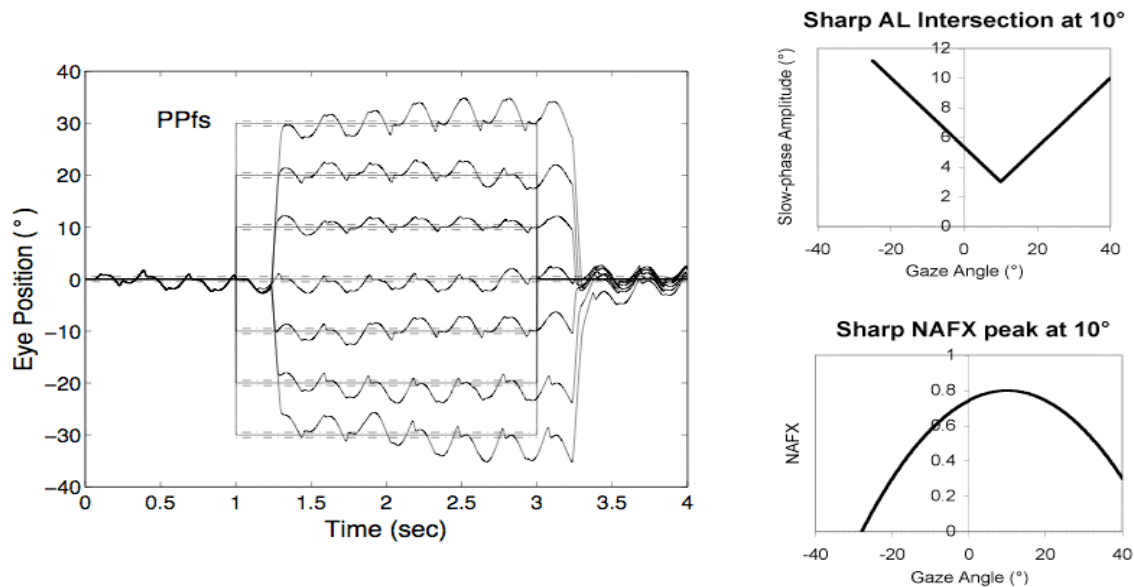 PPfs
40
30
20
10
0
-10
-20
-30
-40
0 0.5 1 1.5 2 2.5 3 3.5 4
Eye Position (°)
Time (sec)
Sharp AL Intersection at 10°
12
10
8
6
4
2
0
-40 -20 0 20 40
Slow-phase Amplitude (°)
Gaze Angle (°)
Sharp NAFX peak at 10°
1
0.8
0.6
0.4
0.2
0
-40 -20 0 20 40
NAFX
Gaze Angle (°)